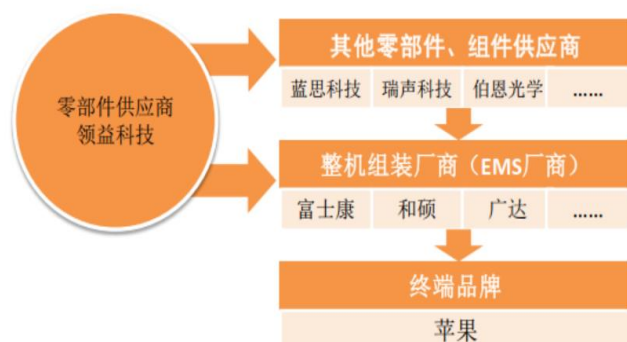 零部件供应商
领益科技
其他零部件、组件供应商
蓝思科技 瑞声科技 伯恩光学 ......
整机组装厂商（EMS厂商）
富士康 和硕 广达 ......
终端品牌
苹果